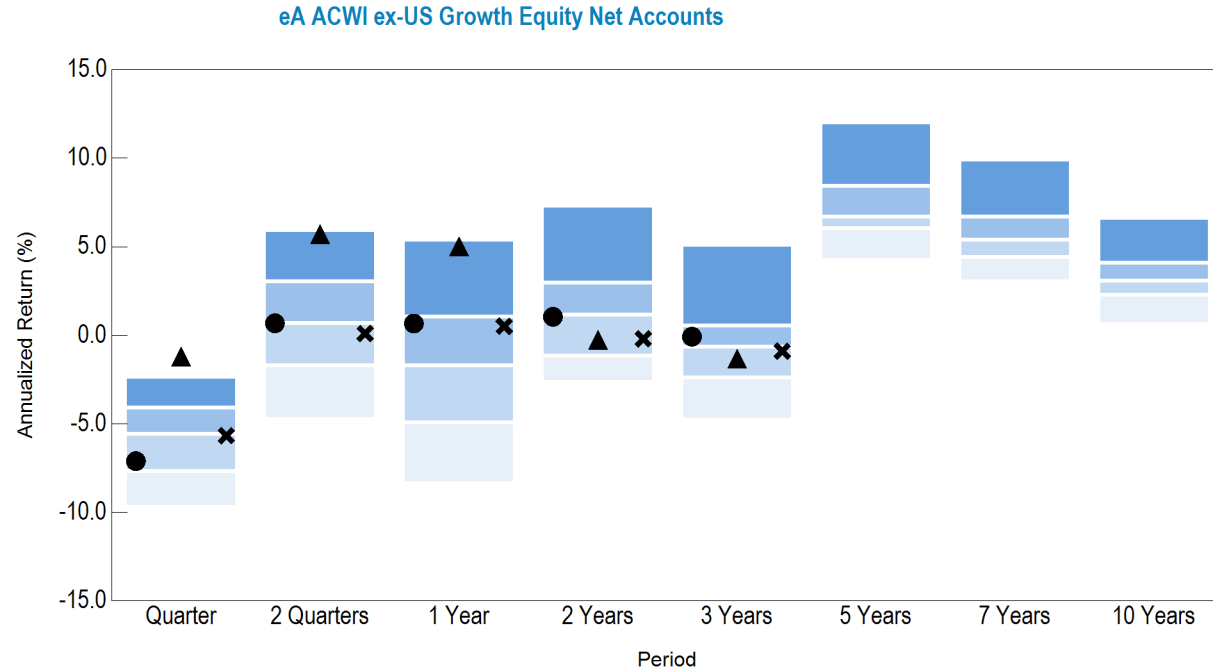 eA ACWI ex-US Growth Equity Net Accounts
15.0
10.0
5.0
0.0
-5.0
-10.0
-15.0
Annualized Return (%)
Quarter 2 Quarters 1 Year 2 Years 3 Years 5 Years 7 Years 10 Years
Period